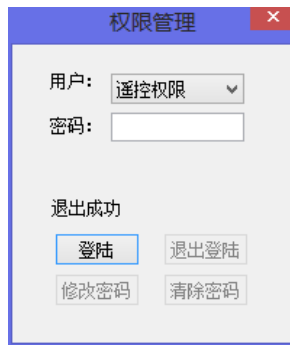 权限管理
用户： 遥控权限
密码：
退出成功
登陆 退出登陆
修改密码 清除密码